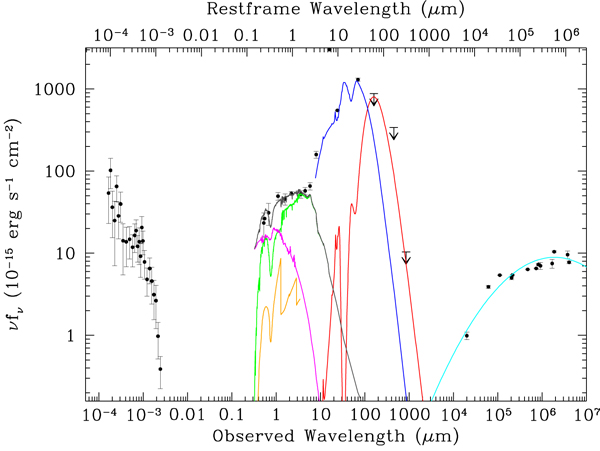 Restframe Wavelength (μm)
10⁻⁴ 10⁻³ 0.01 0.1 1 10 100 1000 10⁴ 10⁵ 10⁶
1000
100
10
1
νfᵥ (10⁻¹⁵ erg s⁻¹ cm⁻²)
10⁻⁴ 10⁻³ 0.01 0.1 1 10 100 1000 10⁴ 10⁵ 10⁶ 10⁷
Observed Wavelength (μm)